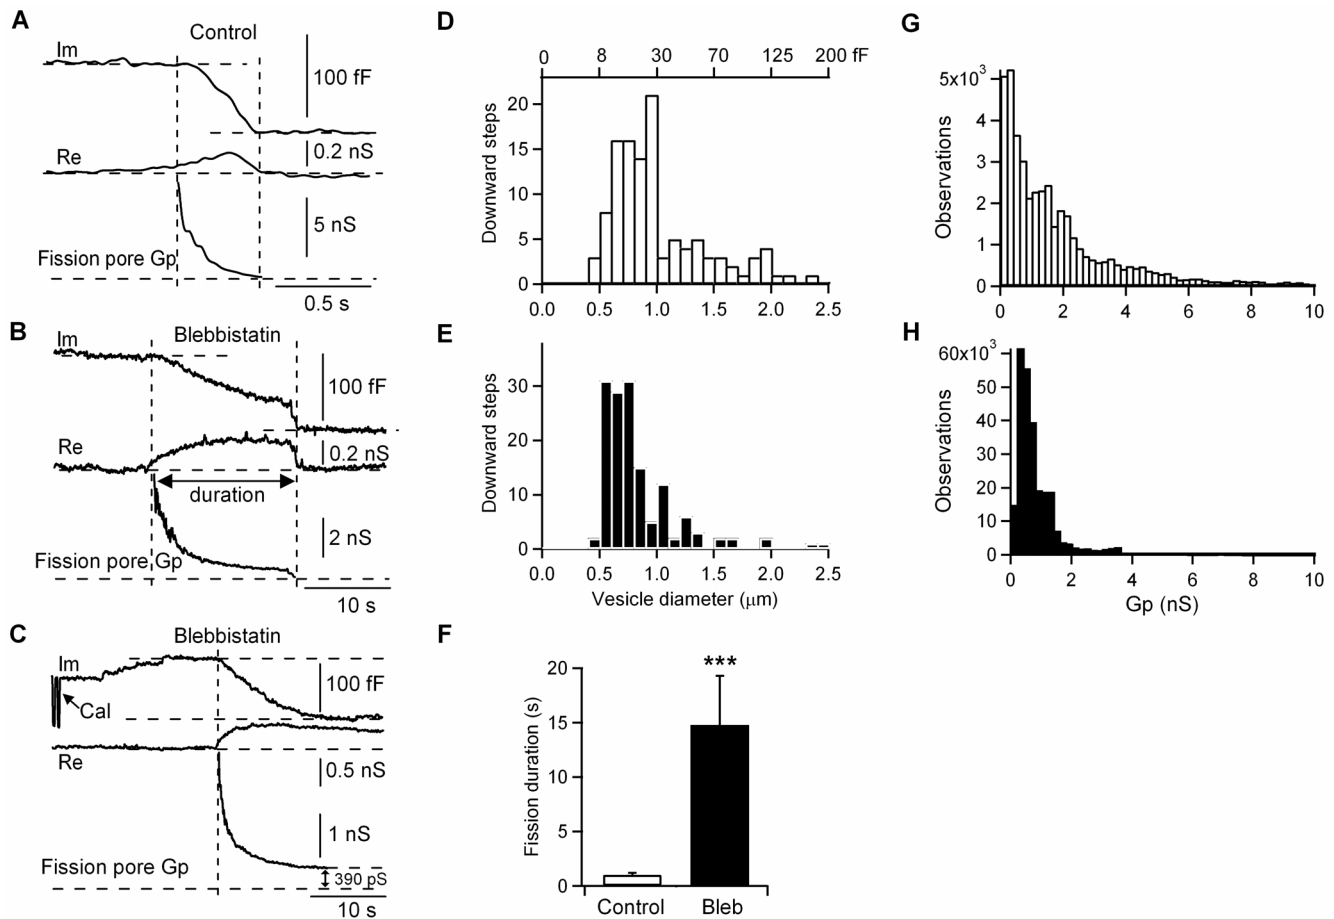 A
Control
Im
100 fF
Re
0.2 nS
5 nS
Fission pore Gp
0.5 s
B
Blebbistatin
Im
100 fF
Re
0.2 nS
duration
2 nS
Fission pore Gp
10 s
C
Blebbistatin
Im
100 fF
Cal
Re
0.5 nS
1 nS
Fission pore Gp
390 pS
10 s
D
0 8 30 70 125 200 fF
Downward steps
20
15
10
5
0
0.0 0.5 1.0 1.5 2.0 2.5
E
Downward steps
30
20
10
0
0.0 0.5 1.0 1.5 2.0 2.5
Vesicle diameter (μm)
F
***
Fission duration (s)
20
15
10
5
0
Control Bleb
G
Observations
5x10³
4
3
2
1
0
0 2 4 6 8 10
H
Observations
60x10³
50
40
30
20
10
0
0 2 4 6 8 10
Gp (nS)